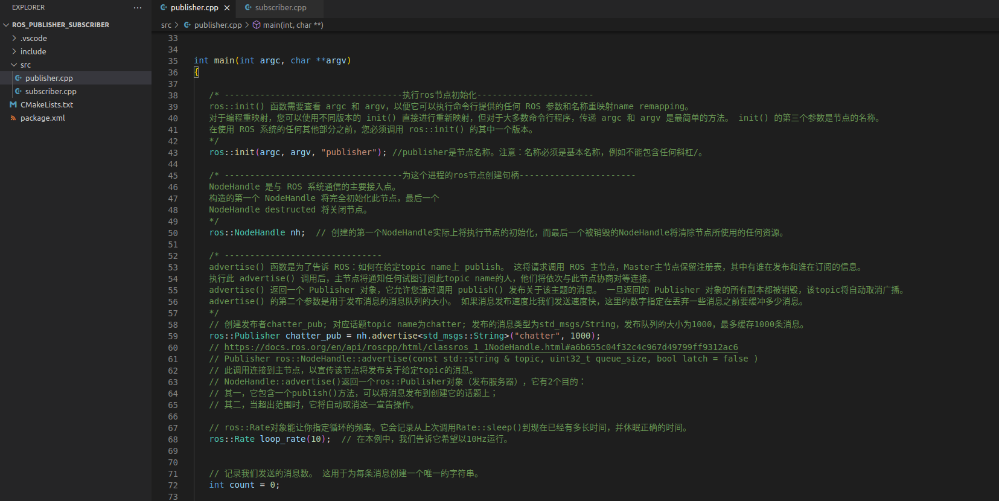 EXPLORER
···
publisher.cpp
subscriber.cpp
ROS_PUBLISHER_SUBSCRIBER
.vscode
include
src
publisher.cpp
subscriber.cpp
CMakeLists.txt
package.xml
src > publisher.cpp > main(int, char **)
33
34
35 int main(int argc, char **argv)
36 {
37
38 /* -----------------------------------执行ros节点初始化-----------------------
39 ros::init() 函数需要查看 argc 和 argv，以便它可以执行命令行提供的任何 ROS 参数和名称重映射name remapping。
40 对于编程重映射，您可以使用不同版本的 init() 直接进行重新映射，但对于大多数命令行程序，传递 argc 和 argv 是最简单的方法。 init() 的第三个参数是节点的名称。
41 在使用 ROS 系统的任何其他部分之前，您必须调用 ros::init() 的其中一个版本。
42 */
43 ros::init(argc, argv, "publisher"); //publisher是节点名称。注意：名称必须是基本名称，例如不能包含任何斜杠/。
44
45 /* -----------------------------------为这个进程的ros节点创建句柄-----------------------
46 NodeHandle 是与 ROS 系统通信的主要接入点。
47 构造的第一个 NodeHandle 将完全初始化此节点，最后一个
48 NodeHandle destructed 将关闭节点。
49 */
50 ros::NodeHandle nh;  // 创建的第一个NodeHandle实际上将执行节点的初始化，而最后一个被销毁的NodeHandle将清除节点所使用的任何资源。
51
52 /* -------------------------------
53 advertise() 函数是为了告诉 ROS：如何在给定topic name上 publish。 这将请求调用 ROS 主节点，Master主节点保留注册表，其中有谁在发布和谁在订阅的信息。
54 执行此 advertise() 调用后，主节点将通知任何试图订阅此topic name的人，他们将依次与此节点协商对等连接。
55 advertise() 返回一个 Publisher 对象，它允许您通过调用 publish() 发布关于该主题的消息。 一旦返回的 Publisher 对象的所有副本都被销毁，该topic将自动取消广播。
56 advertise() 的第二个参数是用于发布消息的消息队列的大小。 如果消息发布速度比我们发送速度快，这里的数字指定在丢弃一些消息之前要缓冲多少消息。
57 */
58 // 创建发布者chatter_pub; 对应话题topic name为chatter; 发布的消息类型为std_msgs/String，发布队列的大小为1000，最多缓存1000条消息。
59 ros::Publisher chatter_pub = nh.advertise<std_msgs::String>("chatter", 1000);
60 // https://docs.ros.org/en/api/roscpp/html/classros_1_1NodeHandle.html#a6b655c04f32c4c967d49799ff9312ac6
61 // Publisher ros::NodeHandle::advertise(const std::string & topic, uint32_t queue_size, bool latch = false )
62 // 此调用连接到主节点，以宣传该节点将发布关于给定topic的消息。
63 // NodeHandle::advertise()返回一个ros::Publisher对象（发布服务器），它有2个目的：
64 // 其一，它包含一个publish()方法，可以将消息发布到创建它的话题上；
65 // 其二，当超出范围时，它将自动取消这一宣告操作。
66
67 // ros::Rate对象能让你指定循环的频率。它会记录从上次调用Rate::sleep()到现在已经有多长时间，并休眠正确的时间。
68 ros::Rate loop_rate(10);  // 在本例中，我们告诉它希望以10Hz运行。
69
70
71 // 记录我们发送的消息数。 这用于为每条消息创建一个唯一的字符串。
72 int count = 0;
73